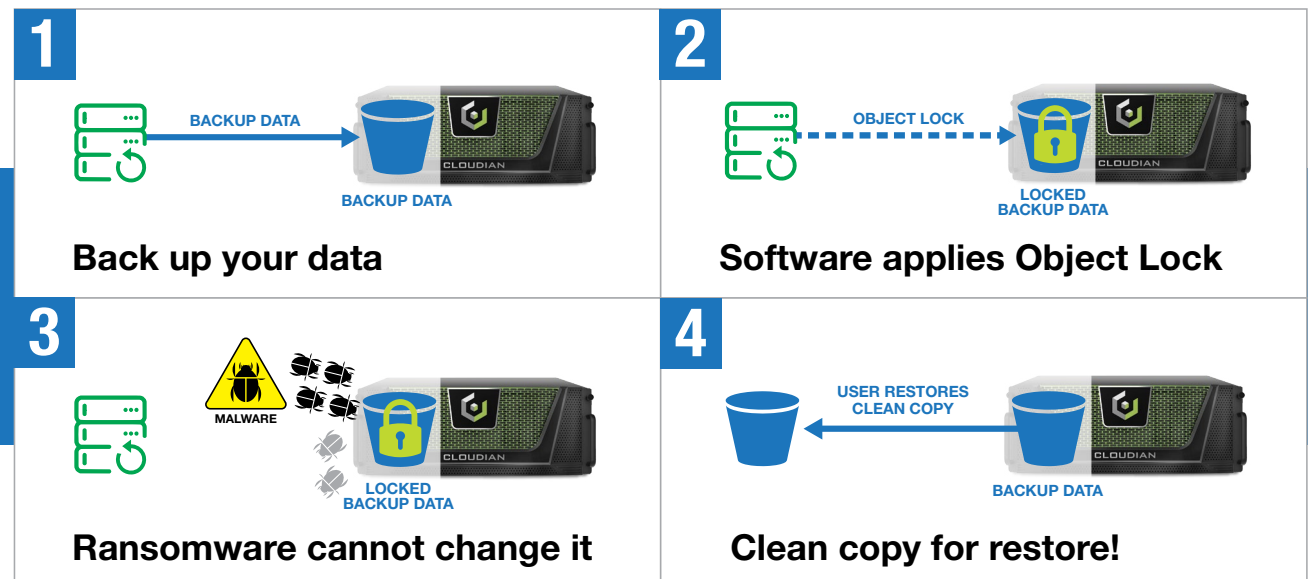 1
BACKUP DATA
CLOUDIAN
BACKUP DATA
Back up your data
2
OBJECT LOCK
CLOUDIAN
LOCKED
BACKUP DATA
Software applies Object Lock
3
MALWARE
CLOUDIAN
LOCKED
BACKUP DATA
Ransomware cannot change it
4
USER RESTORES
CLEAN COPY
CLOUDIAN
BACKUP DATA
Clean copy for restore!